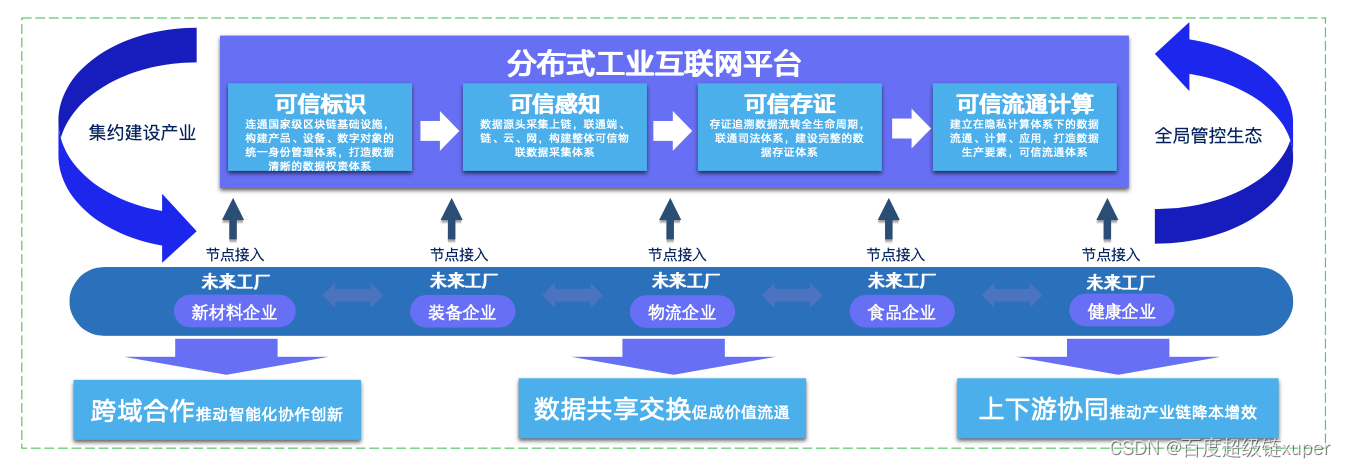 分布式工业互联网平台
可信标识
连通国家级区块链基础设施，
构建产品、设备、数字对象的
统一身份管理体系，打造数据
清晰的数据权责体系
可信感知
数据源头采集上链，联通端、
链、云、网，构建整体可信物
联数据采集体系
可信存证
存证追溯数据流转全生命周期，
联通司法体系，建设完整的数
据存证体系
可信流通计算
建立在隐私计算体系下的数据
流通、计算、应用，打造数据
生产要素，可信流通体系
集约建设产业
全局管控生态
节点接入
节点接入
节点接入
节点接入
节点接入
未来工厂
未来工厂
未来工厂
未来工厂
未来工厂
新材料企业
装备企业
物流企业
食品企业
健康企业
跨域合作推动智能化协作创新
数据共享交换促成价值流通
上下游协同推动产业链降本增效
CSDN @百度超级链xuper